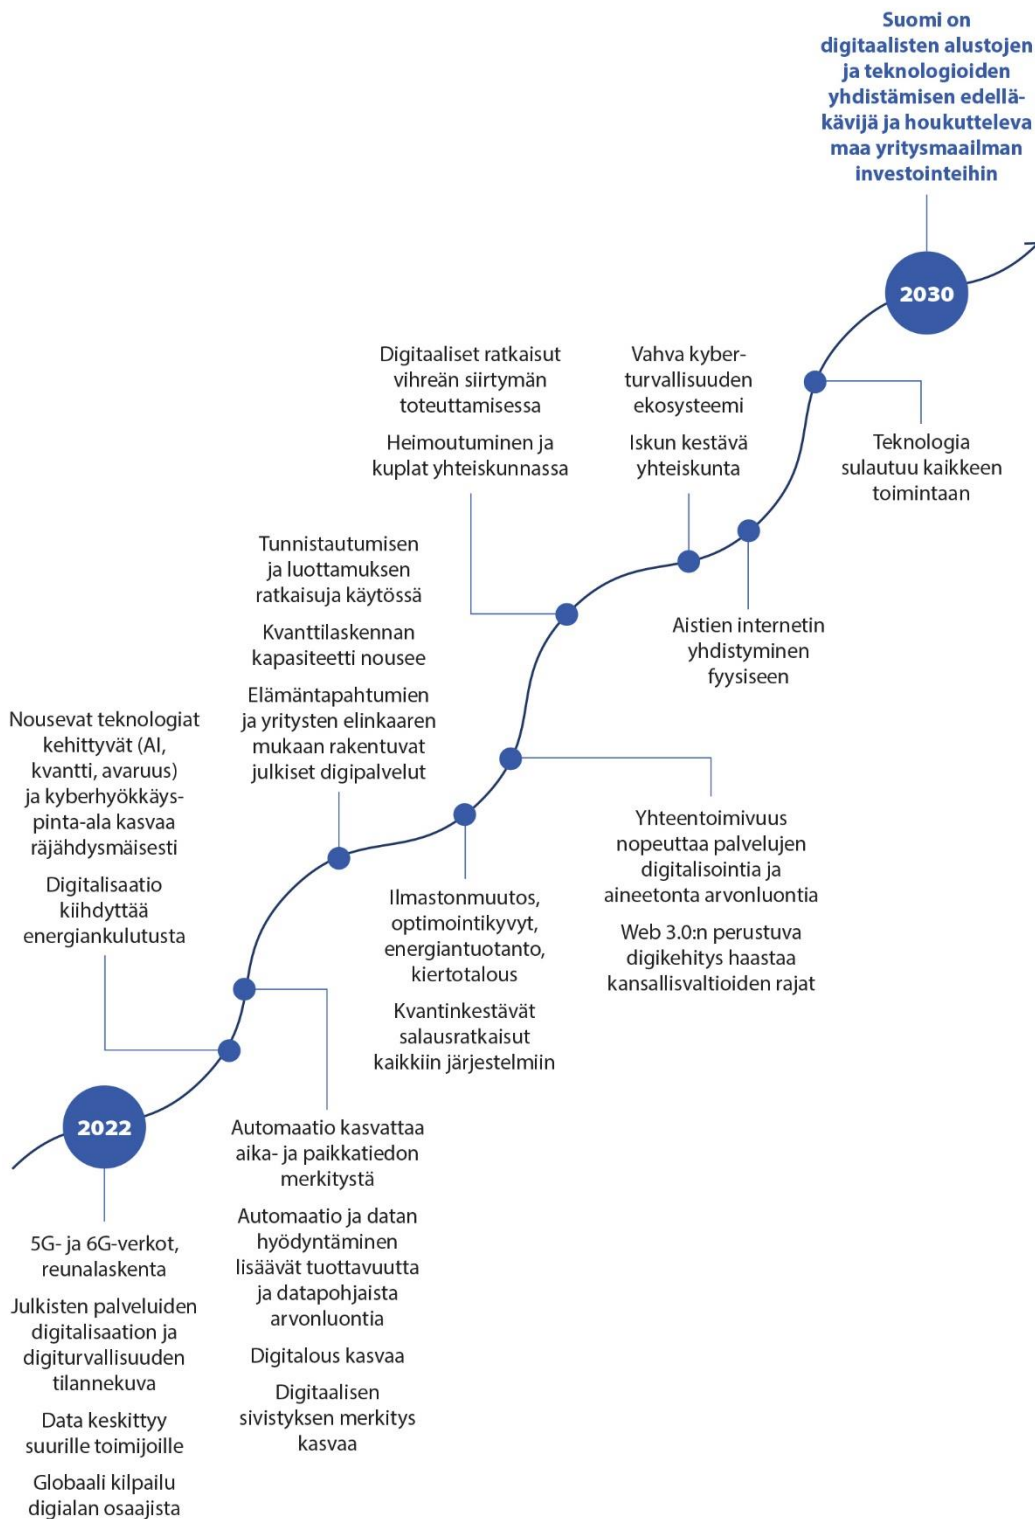 Suomi on
digitaalisten alustojen
ja teknologioiden
yhdistämisen edellä-
kävijä ja houkutteleva
maa yritysmaailman
investointeihin
2030
Digitaaliset ratkaisut
vihreän siirtymän
toteuttamisessa
Heimoutuminen ja
kuplat yhteiskunnassa
Vahva kyber-
turvallisuuden
ekosysteemi
Iskun kestävä
yhteiskunta
Teknologia
sulautuu kaikkeen
toimintaan
Tunnistautumisen
ja luottamuksen
ratkaisuja käytössä
Kvanttilaskennan
kapasiteetti nousee
Elämäntapahtumien
ja yritysten elinkaaren
mukaan rakentuvat
julkiset digipalvelut
Aistien internetin
yhdistyminen
fyysiseen
Nousevat teknologiat
kehittyvät (AI,
kvantti, avaruus)
ja kyberhyökkäys-
pinta-ala kasvaa
räjähdysmäisesti
Digitalisaatio
kiihdyttää
energiankulutusta
Yhteentoimivuus
nopeuttaa palvelujen
digitalisointia ja
aineetonta arvonluontia
Web 3.0:n perustuva
digikehitys haastaa
kansallisvaltioiden rajat
Ilmastonmuutos,
optimointikyvyt,
energiantuotanto,
kiertotalous
Kvantinkestävät
salausratkaisut
kaikkiin järjestelmiin
2022
Automaatio kasvattaa
aika- ja paikkatiedon
merkitystä
Automaatio ja datan
hyödyntäminen
lisäävät tuottavuutta
ja datapohjaista
arvonluontia
Digitalous kasvaa
Digitaalisen
sivistyksen merkitys
kasvaa
5G- ja 6G-verkot,
reunalaskenta
Julkisten palveluiden
digitalisaation ja
digiturvallisuuden
tilannekuva
Data keskittyy
suurille toimijoille
Globaali kilpailu
digialan osaajista